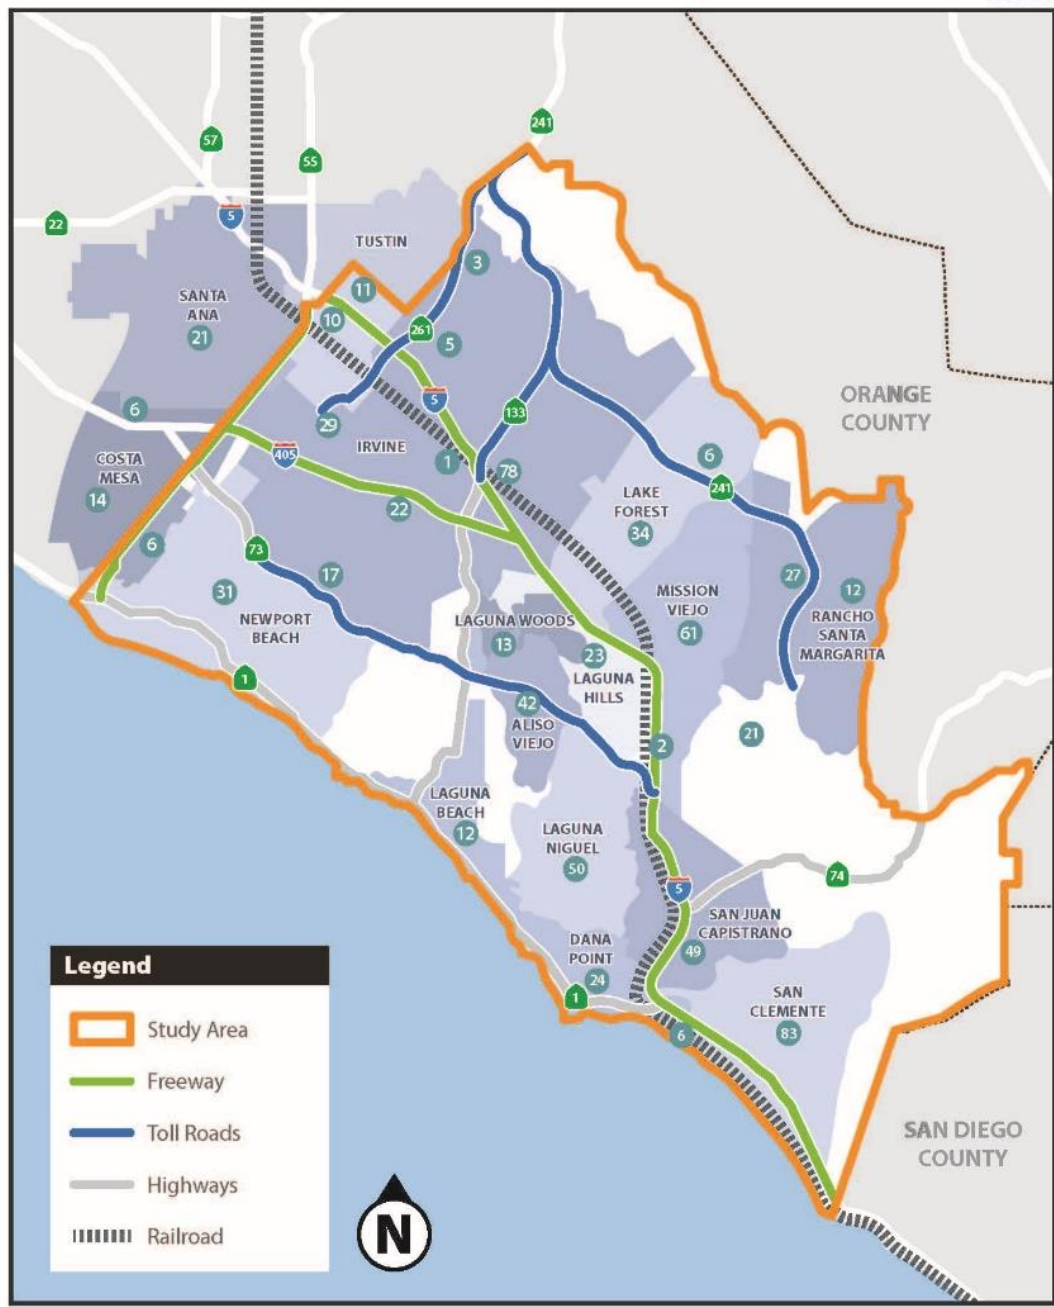 241
57
55
5
22
TUSTIN
3
11
SANTA
ANA
21
10
261
5
ORANGE
COUNTY
5
6
133
29
405
IRVINE
1
78
6
COSTA
MESA
14
241
LAKE
FOREST
34
22
6
73
17
31
NEWPORT
BEACH
27
12
RANCHO
SANTA
MARGARITA
MISSION
VIEJO
61
LAGUNA WOODS
13
23
LAGUNA
HILLS
1
42
ALISO
VIEJO
2
21
LAGUNA
BEACH
12
LAGUNA
NIGUEL
50
74
5
SAN JUAN
CAPISTRANO
49
DANA
POINT
24
1
SAN
CLEMENTE
83
6
SAN DIEGO
COUNTY
Legend
Study Area
Freeway
Toll Roads
Highways
Railroad
N